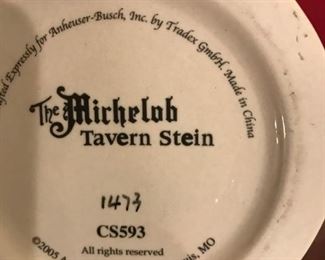 Expressly for Anheuser-Busch, Inc. by Tradex GmbH. Made in China
The Michelob
Tavern Stein
1473
CS593
All rights reserved
©2005
MO